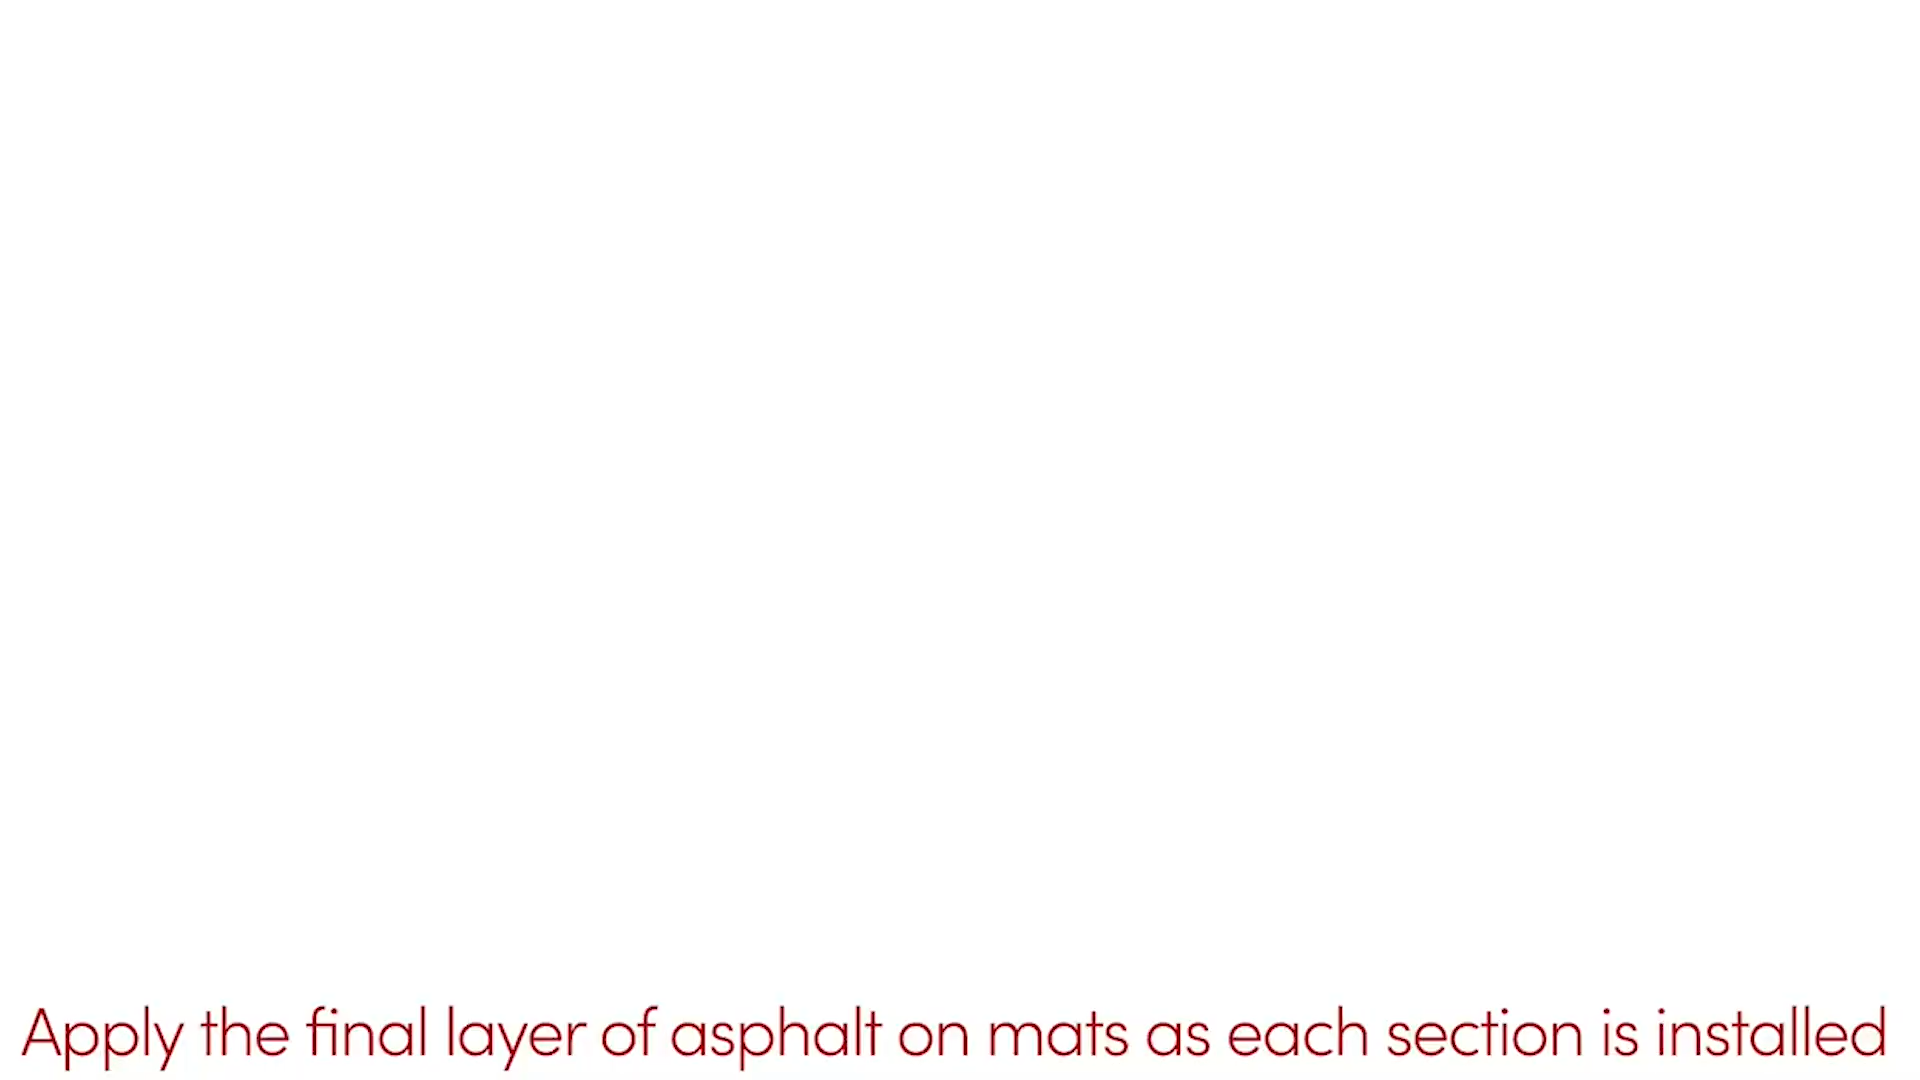 Apply the final layer of asphalt on mats as each section is installed